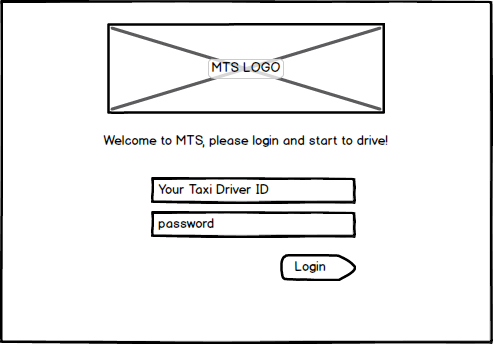 MTS LOGO
Welcome to MTS, please login and start to drive!
Your Taxi Driver ID
password
Login